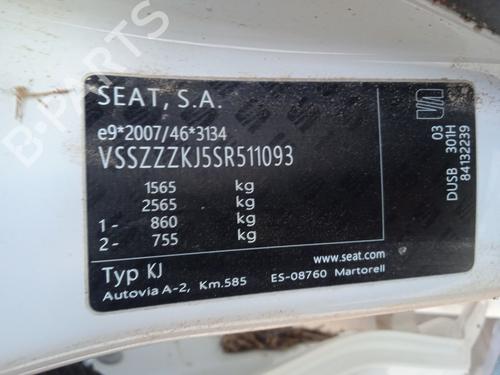 SEAT, S.A.
e9*2007/46*3134
VSSZZZKJ5SR511093
1565 kg
2565 kg
1- 860 kg
2- 755 kg
Typ KJ
www.seat.com
Autovia A-2, Km.585 ES-08760 Martorell
03
DUSB 301H
84132239
B-PARTS